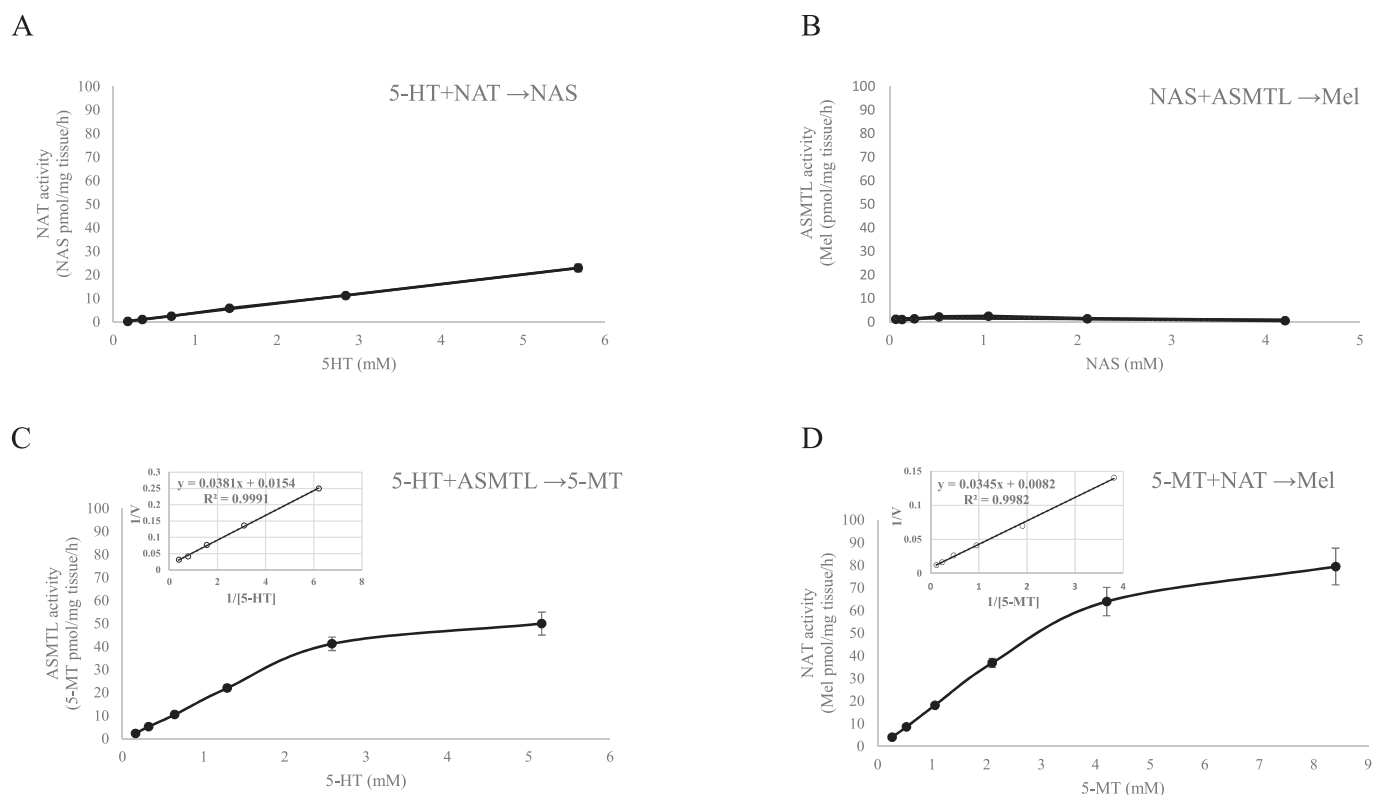 A
5-HT+NAT →NAS
NAT activity
(NAS pmol/mg tissue/h)
100
90
80
70
60
50
40
30
20
10
0
0 1 2 3 4 5 6
5HT (mM)
B
NAS+ASMTL →Mel
ASMTL activity
(Mel (pmol/mg tissue/h)
100
90
80
70
60
50
40
30
20
10
0
0 1 2 3 4 5
NAS (mM)
C
5-HT+ASMTL →5-MT
ASMTL activity
(5-MT pmol/mg tissue/h)
100
90
80
70
60
50
40
30
20
10
0
0 1 2 3 4 5 6
5-HT (mM)
y = 0.0381x + 0.0154
R² = 0.9991
1/V
0.3
0.25
0.2
0.15
0.1
0.05
0
0 2 4 6 8
1/[5-HT]
D
5-MT+NAT →Mel
NAT activity
(Mel pmol/mg tissue/h)
100
90
80
70
60
50
40
30
20
10
0
0 1 2 3 4 5 6 7 8 9
5-MT (mM)
y = 0.0345x + 0.0082
R² = 0.9982
1/V
0.15
0.1
0.05
0
0 1 2 3 4
1/[5-MT]